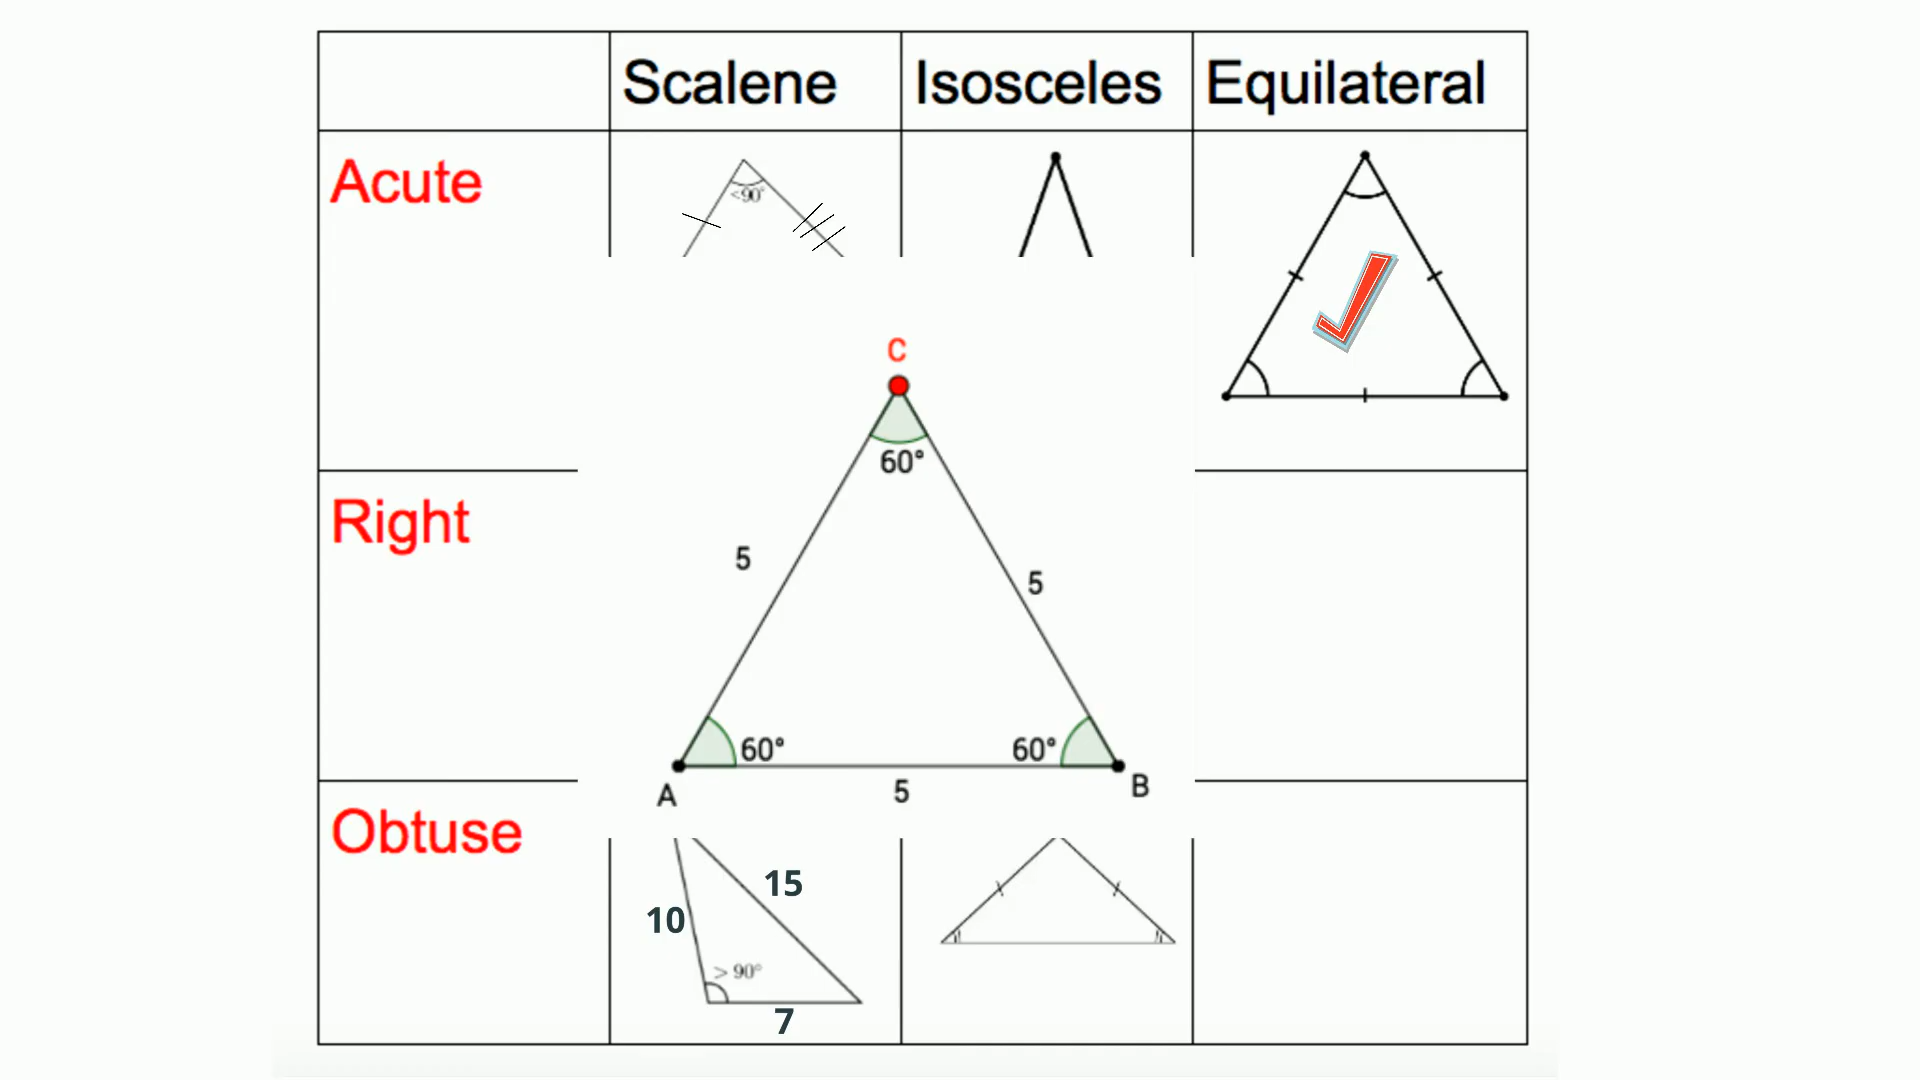 Scalene Isosceles Equilateral
Acute
<90°
C
60°
Right
5
5
60° 60°
A 5 B
Obtuse
15
10
> 90°
7